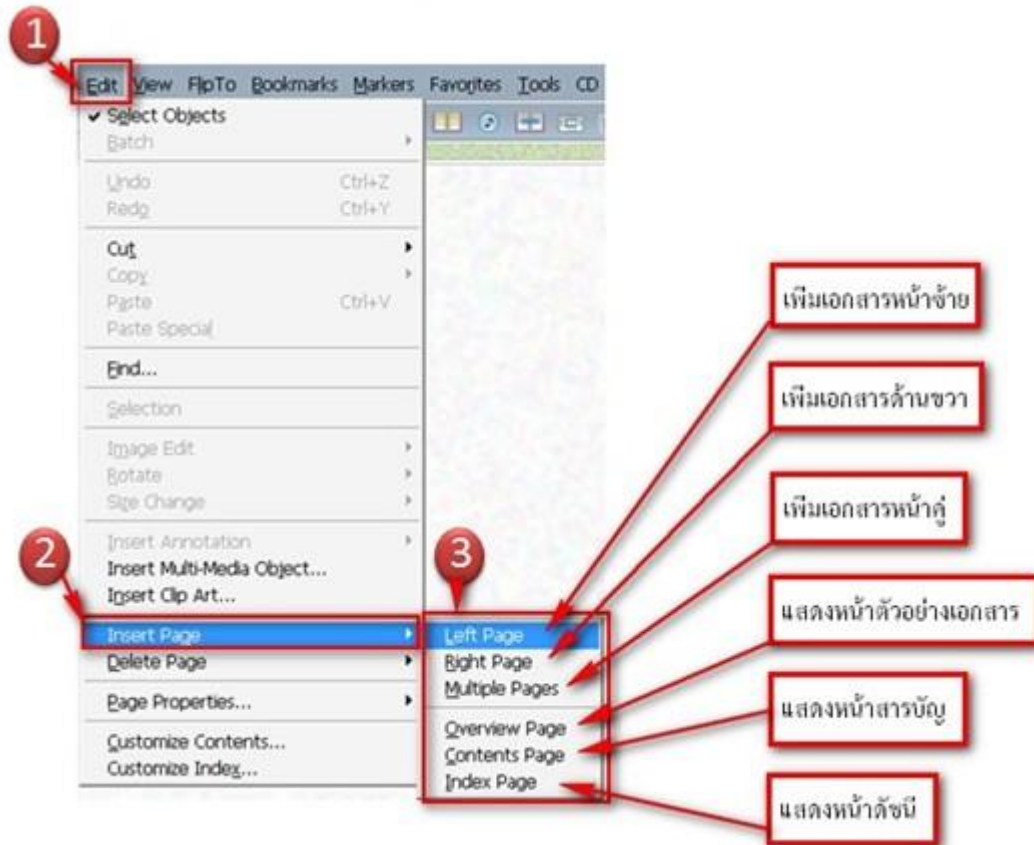 1
Edit View FlipTo Bookmarks Markers Favorites Tools CD
Select Objects
Batch
Undo Ctrl+Z
Redo Ctrl+Y
Cut
Copy
Paste Ctrl+V
Paste Special
Find...
Selection
Image Edit
Rotate
Size Change
Insert Annotation
Insert Multi-Media Object...
Insert Clip Art...
2
Insert Page
Delete Page
Page Properties...
Customize Contents...
Customize Index...
3
Left Page
Right Page
Multiple Pages
Overview Page
Contents Page
Index Page
เพิ่มเอกสารหน้าซ้าย
เพิ่มเอกสารด้านขวา
เพิ่มเอกสารหน้าคู่
แสดงหน้าตัวอย่างเอกสาร
แสดงหน้าสารบัญ
แสดงหน้าดัชนี